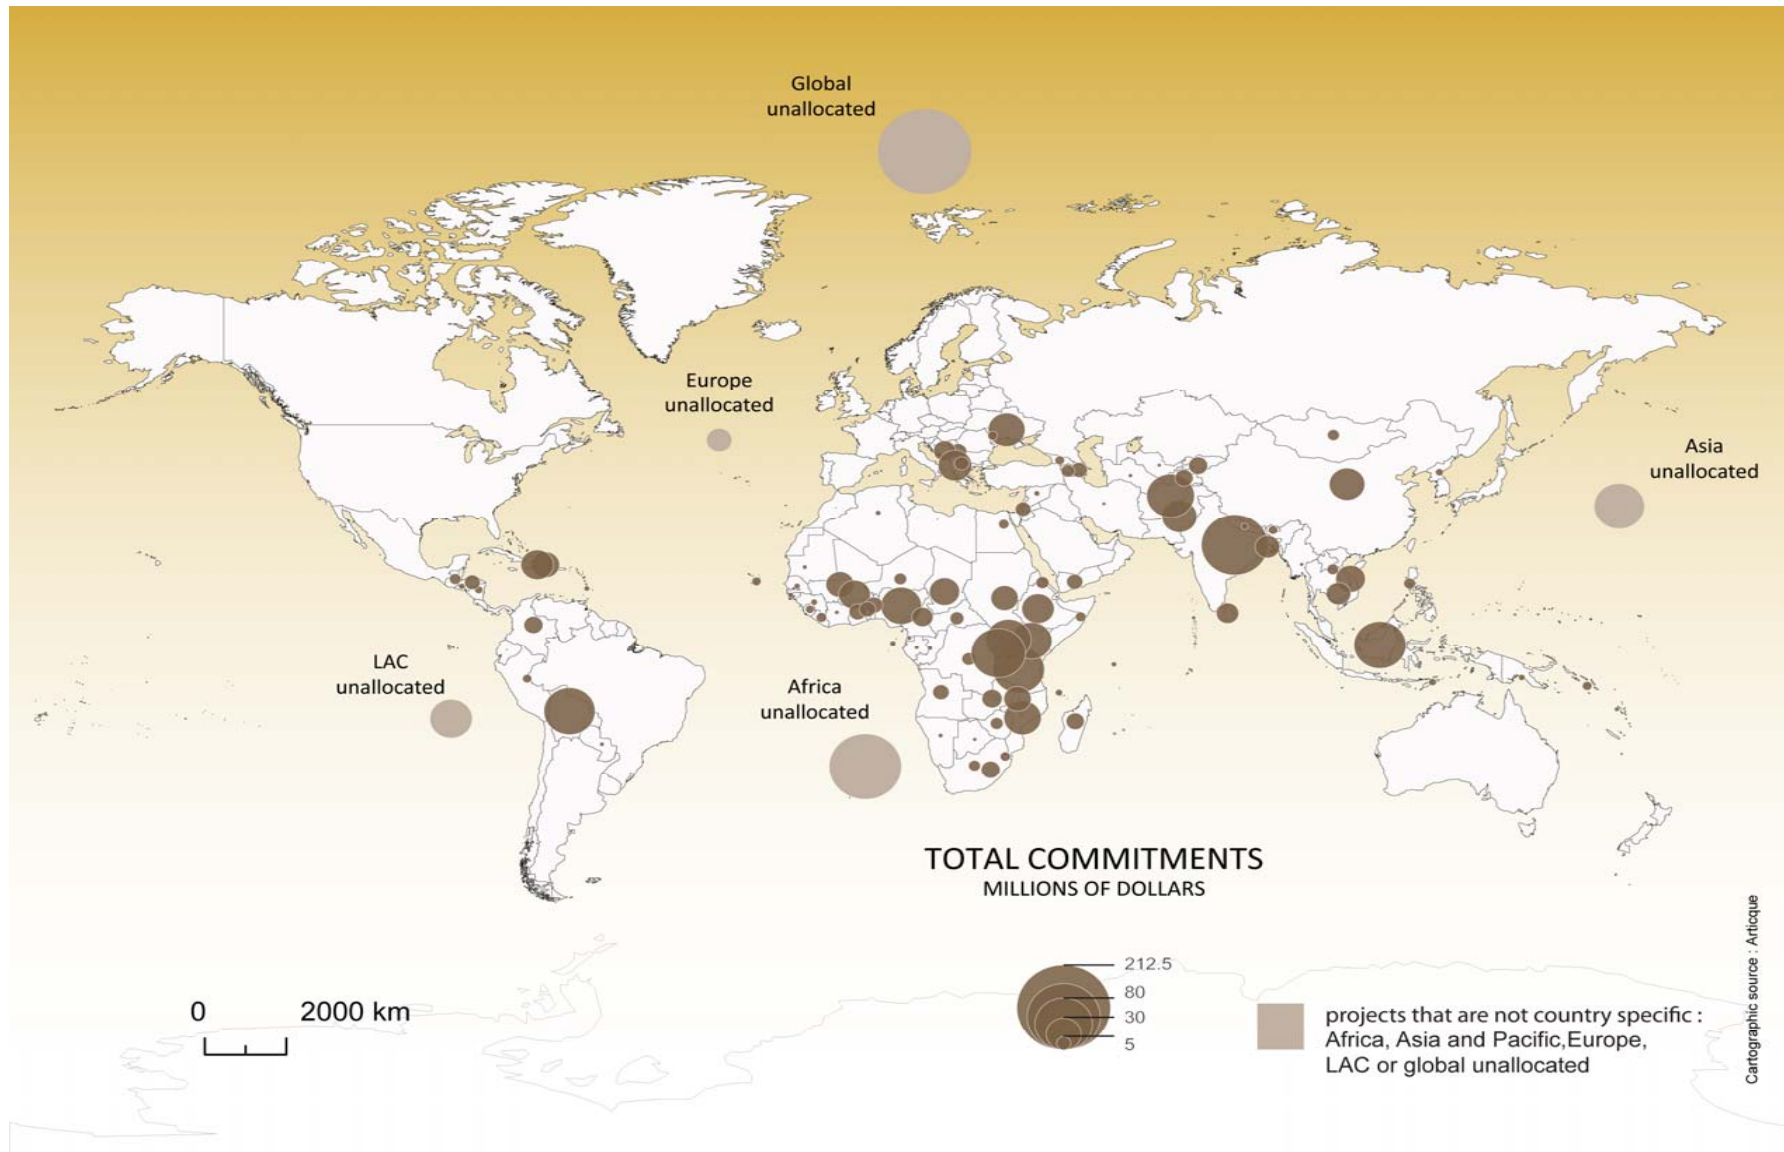 Global
unallocated
Europe
unallocated
Asia
unallocated
LAC
unallocated
Africa
unallocated
TOTAL COMMITMENTS
MILLIONS OF DOLLARS
212.5
80
30
5
0 2000 km
projects that are not country specific :
Africa, Asia and Pacific,Europe,
LAC or global unallocated
Cartographic source : Articque